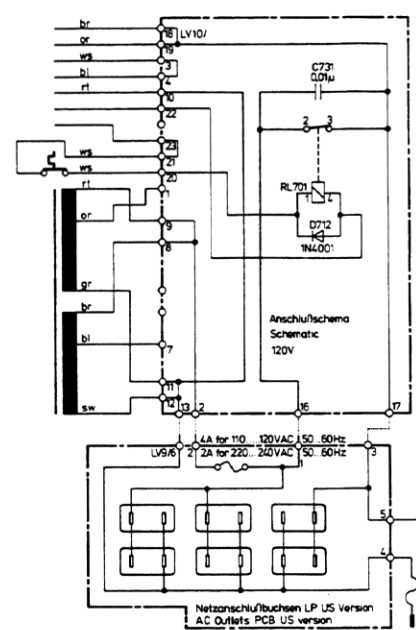 br
or
18
LV10/
19
ws
3
bl
4
rt
10
22
23
ws
21
ws
20
rt
1
or
9
8
gr
br
bl
7
11
12
sw
13
2
16
17
C731
0,01µ
2
3
RL701
1
4
D712
1N4001
Anschlußschema
Schematic
120V
4A for 110...120VAC 50...60Hz
LV9/6
2
2A for 220...240VAC 50...60Hz
1
3
5
4
Netzanschlußbuchsen LP US Version
AC Outlets PCB US version